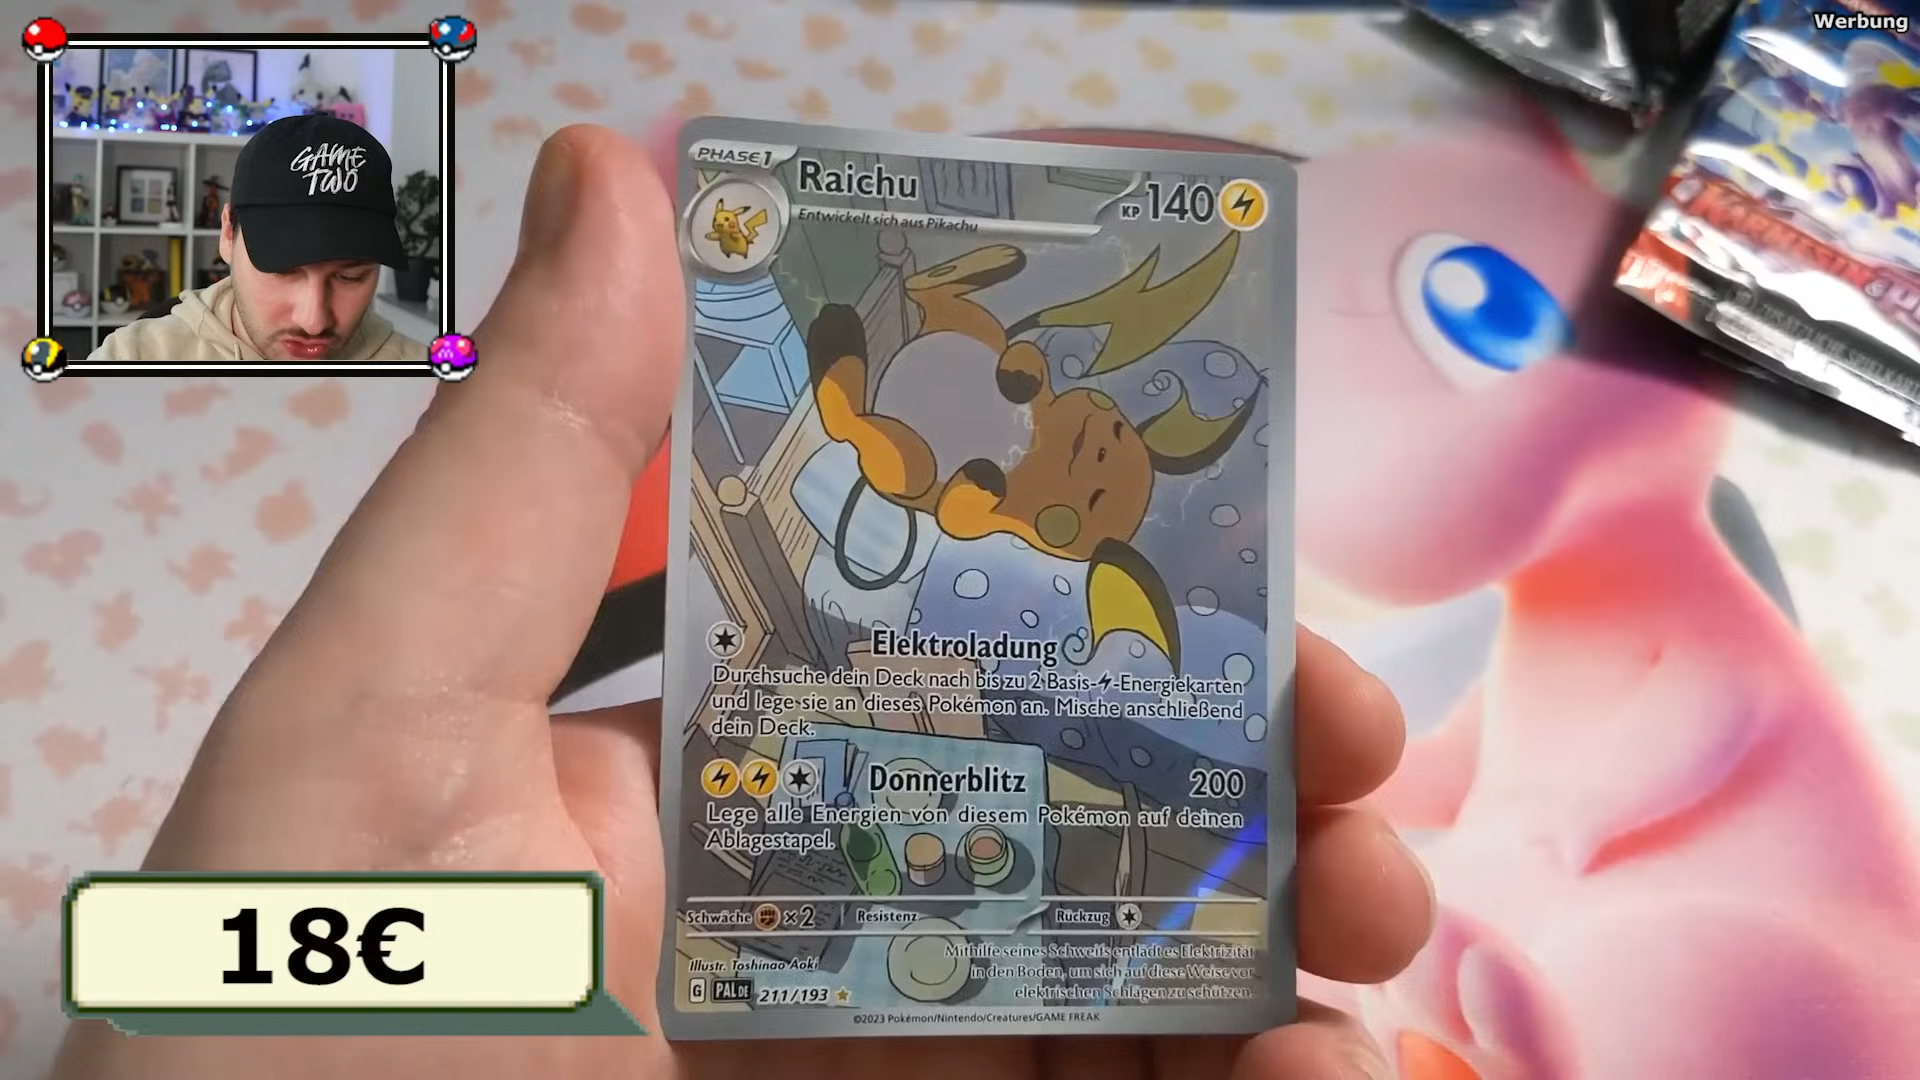 Werbung
GAME
TWO
PHASE 1
Raichu
KP 140
Entwickelt sich aus Pikachu
KARMESIN &
Elektroladung
Durchsuche dein Deck nach bis zu 2 Basis-⚡-Energiekarten
und lege sie an dieses Pokémon an. Mische anschließend
dein Deck.
Donnerblitz 200
Lege alle Energien von diesem Pokémon auf deinen
Ablagestapel.
Schwäche ×2 Resistenz Rückzug
Mithilfe seines Schweifs entlädt es Elektrizität
in den Boden, um sich auf diese Weise vor
elektrischen Schlägen zu schützen.
Illustr. Toshinao Aoki
G PAL DE 211/193
©2023 Pokémon/Nintendo/Creatures/GAME FREAK
18€